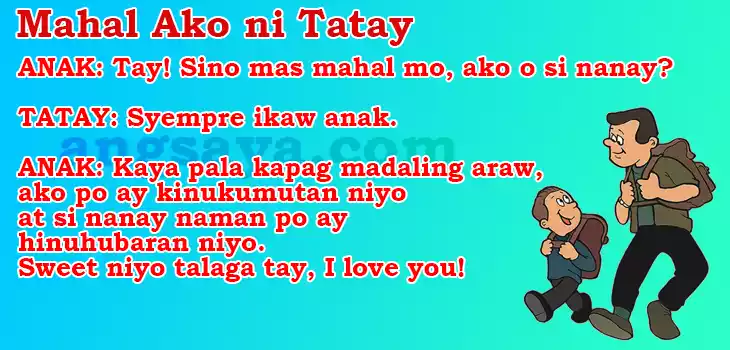 Mahal Ako ni Tatay
ANAK: Tay! Sino mas mahal mo, ako o si nanay?
TATAY: Syempre ikaw anak.
angsaya.com
ANAK: Kaya pala kapag madaling araw,
ako po ay kinukumutan niyo
at si nanay naman po ay
hinuhubaran niyo.
Sweet niyo talaga tay, I love you!